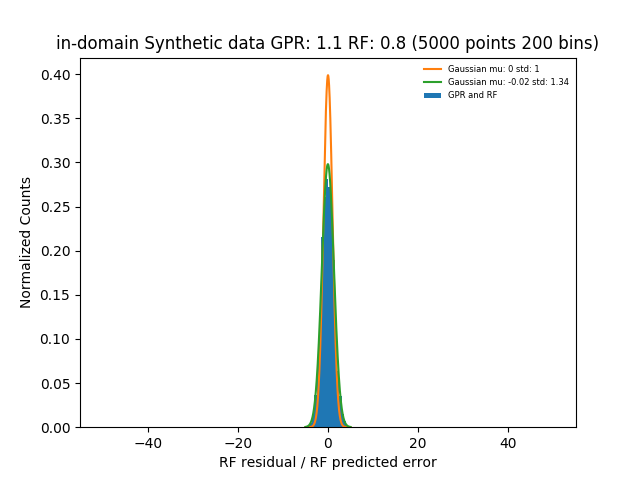 in-domain Synthetic data GPR: 1.1 RF: 0.8 (5000 points 200 bins)
Gaussian mu: 0 std: 1
Gaussian mu: -0.02 std: 1.34
GPR and RF
0.40
0.35
0.30
0.25
0.20
0.15
0.10
0.05
0.00
Normalized Counts
−40
−20
0
20
40
RF residual / RF predicted error